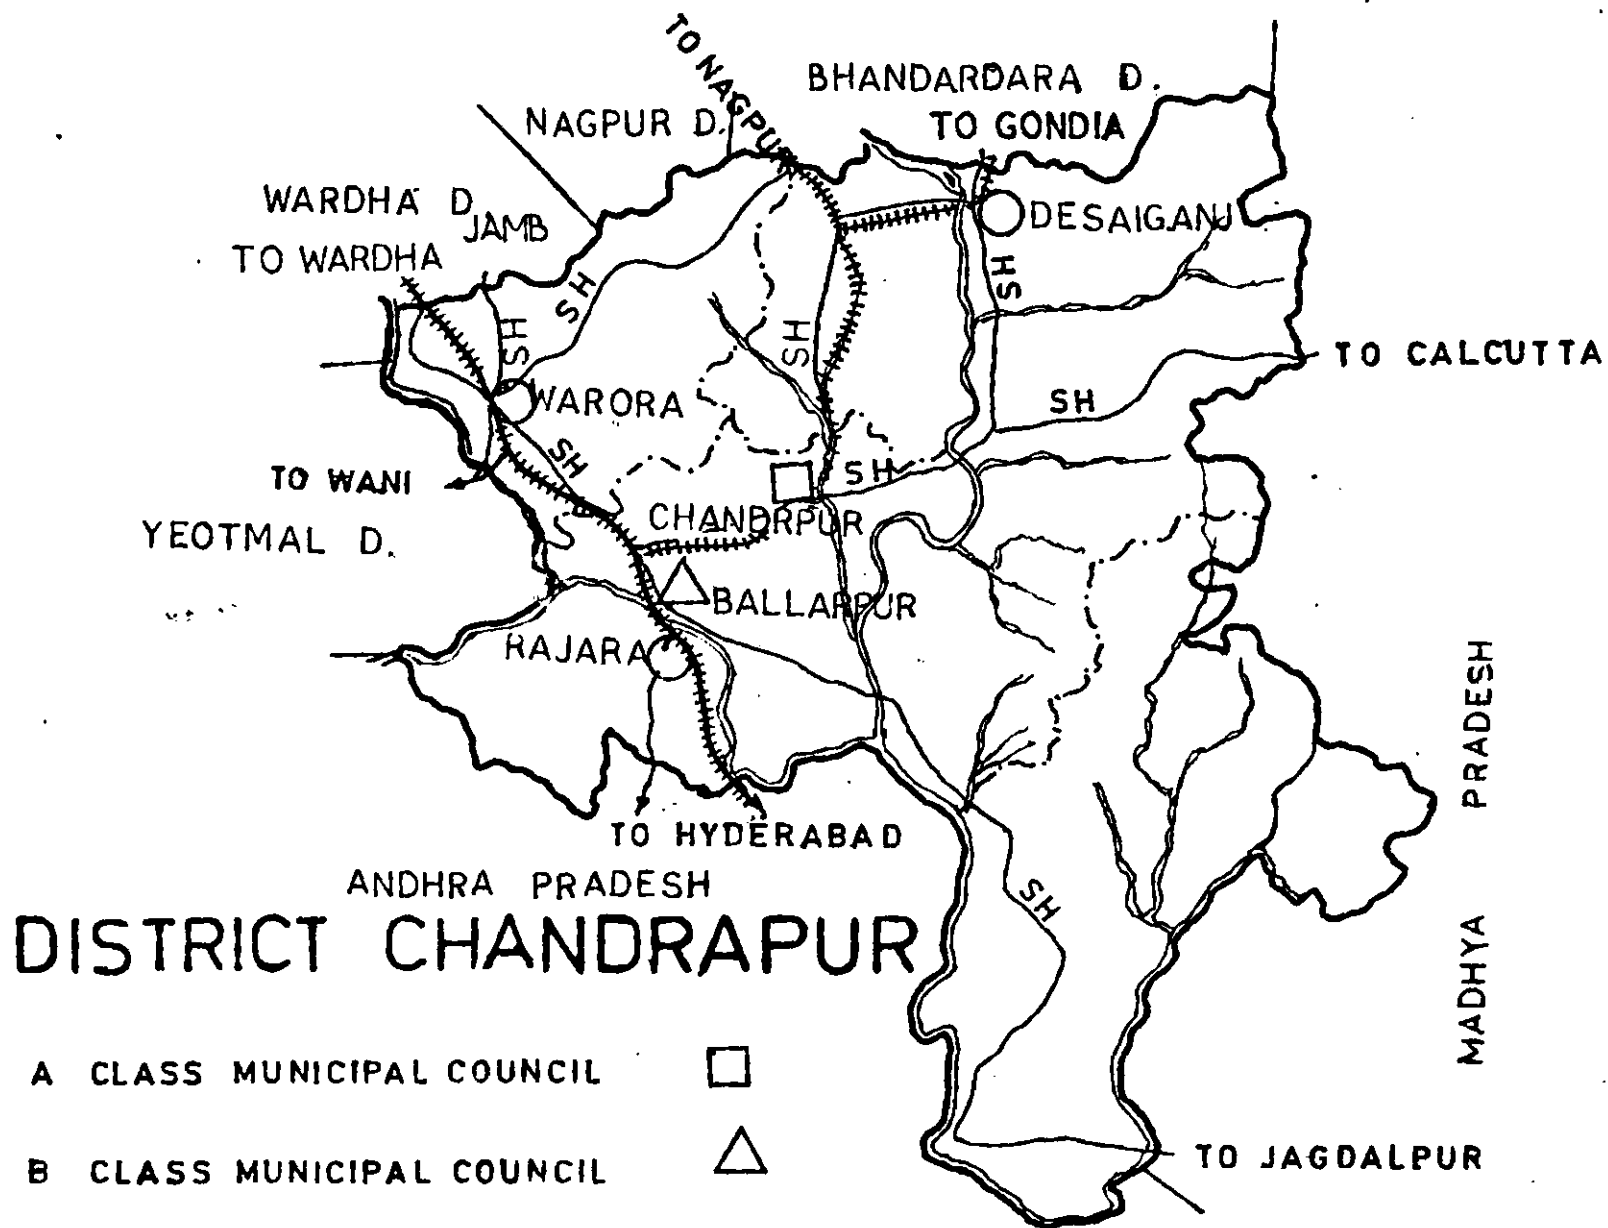 TO NAGPUR
BHANDARDARA D.
NAGPUR D.
TO GONDIA
WARDHA D
JAMB
DESAIGANJ
TO WARDHA
SH
SH
SH
SH
TO CALCUTTA
WARORA
SH
SH
SH
TO WANI
CHANDRPUR
YEOTMAL D.
BALLARPUR
RAJARA
MADHYA PRADESH
TO HYDERABAD
ANDHRA PRADESH
SH
DISTRICT CHANDRAPUR
A CLASS MUNICIPAL COUNCIL
B CLASS MUNICIPAL COUNCIL
TO JAGDALPUR